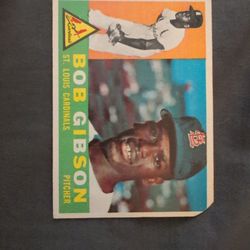 BOB GIBSON
ST. LOUIS CARDINALS
PITCHER